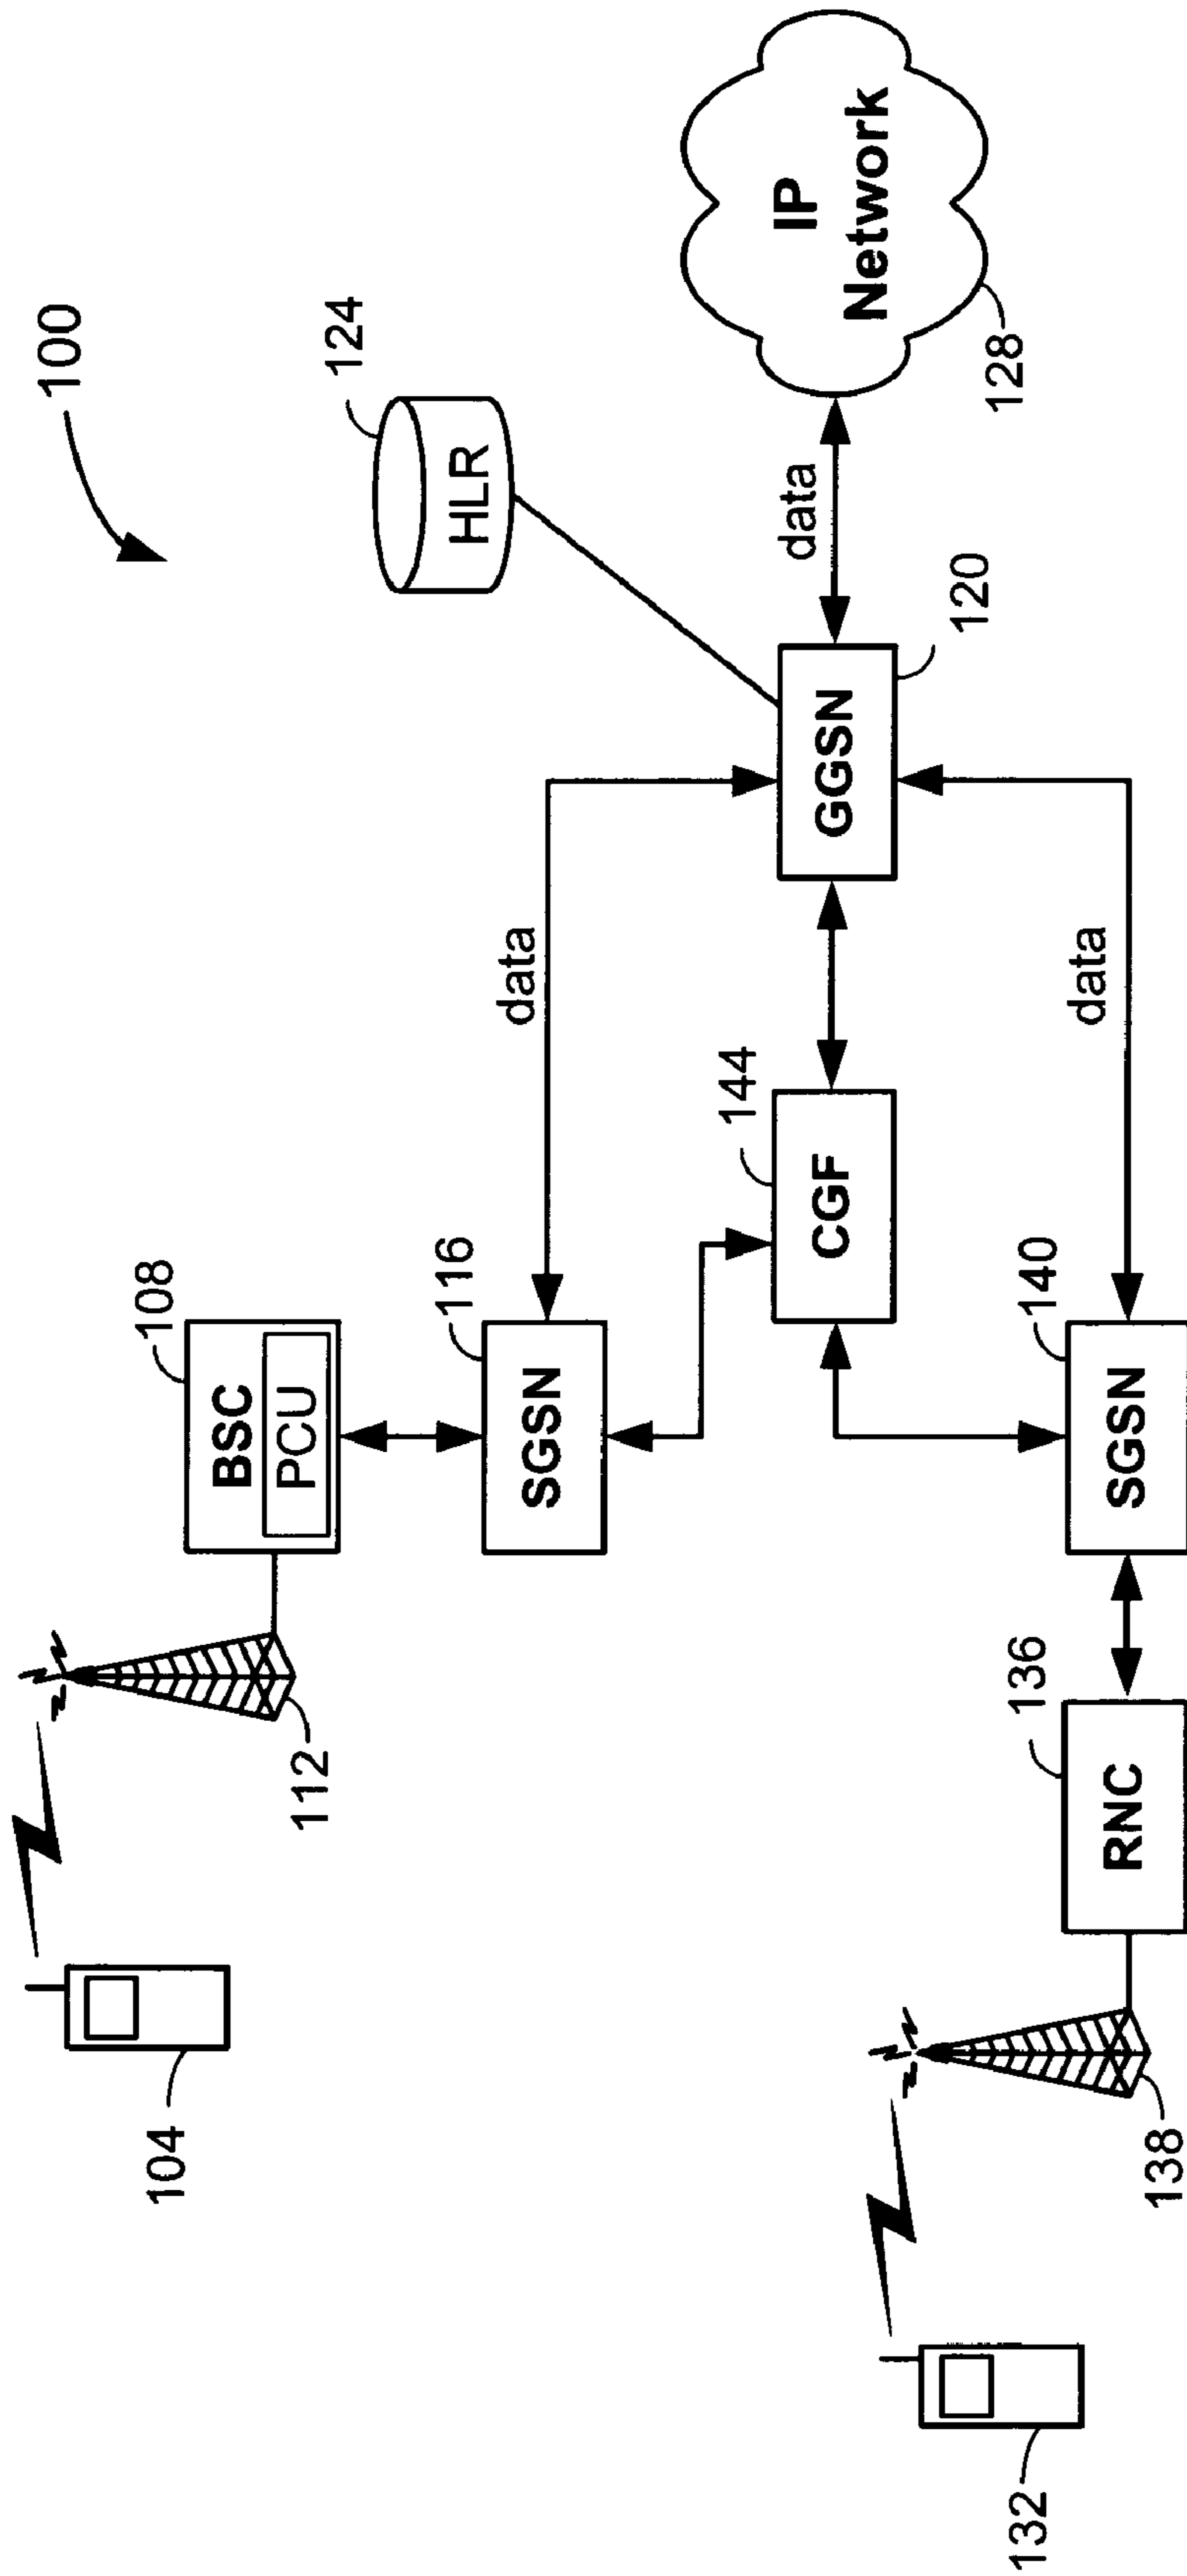 100
124
HLR
IP
Network
128
data
120
GGSN
data
data
144
CGF
108
BSC
PCU
116
SGSN
140
SGSN
112
136
RNC
104
138
132